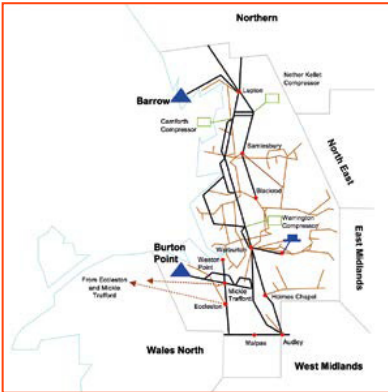 Northern
Nether Kellet
Compressor
Lupton
Barrow
Carnforth
Compressor
North East
Samlesbury
Blackrod
Warrington
Compressor
East Midlands
Warburton
Burton
Point
Weston
Point
From Eccleston
and Mickle
Trafford
Mickle
Trafford
Eccleston
Holmes Chapel
Wales North
Malpas
Audley
West Midlands